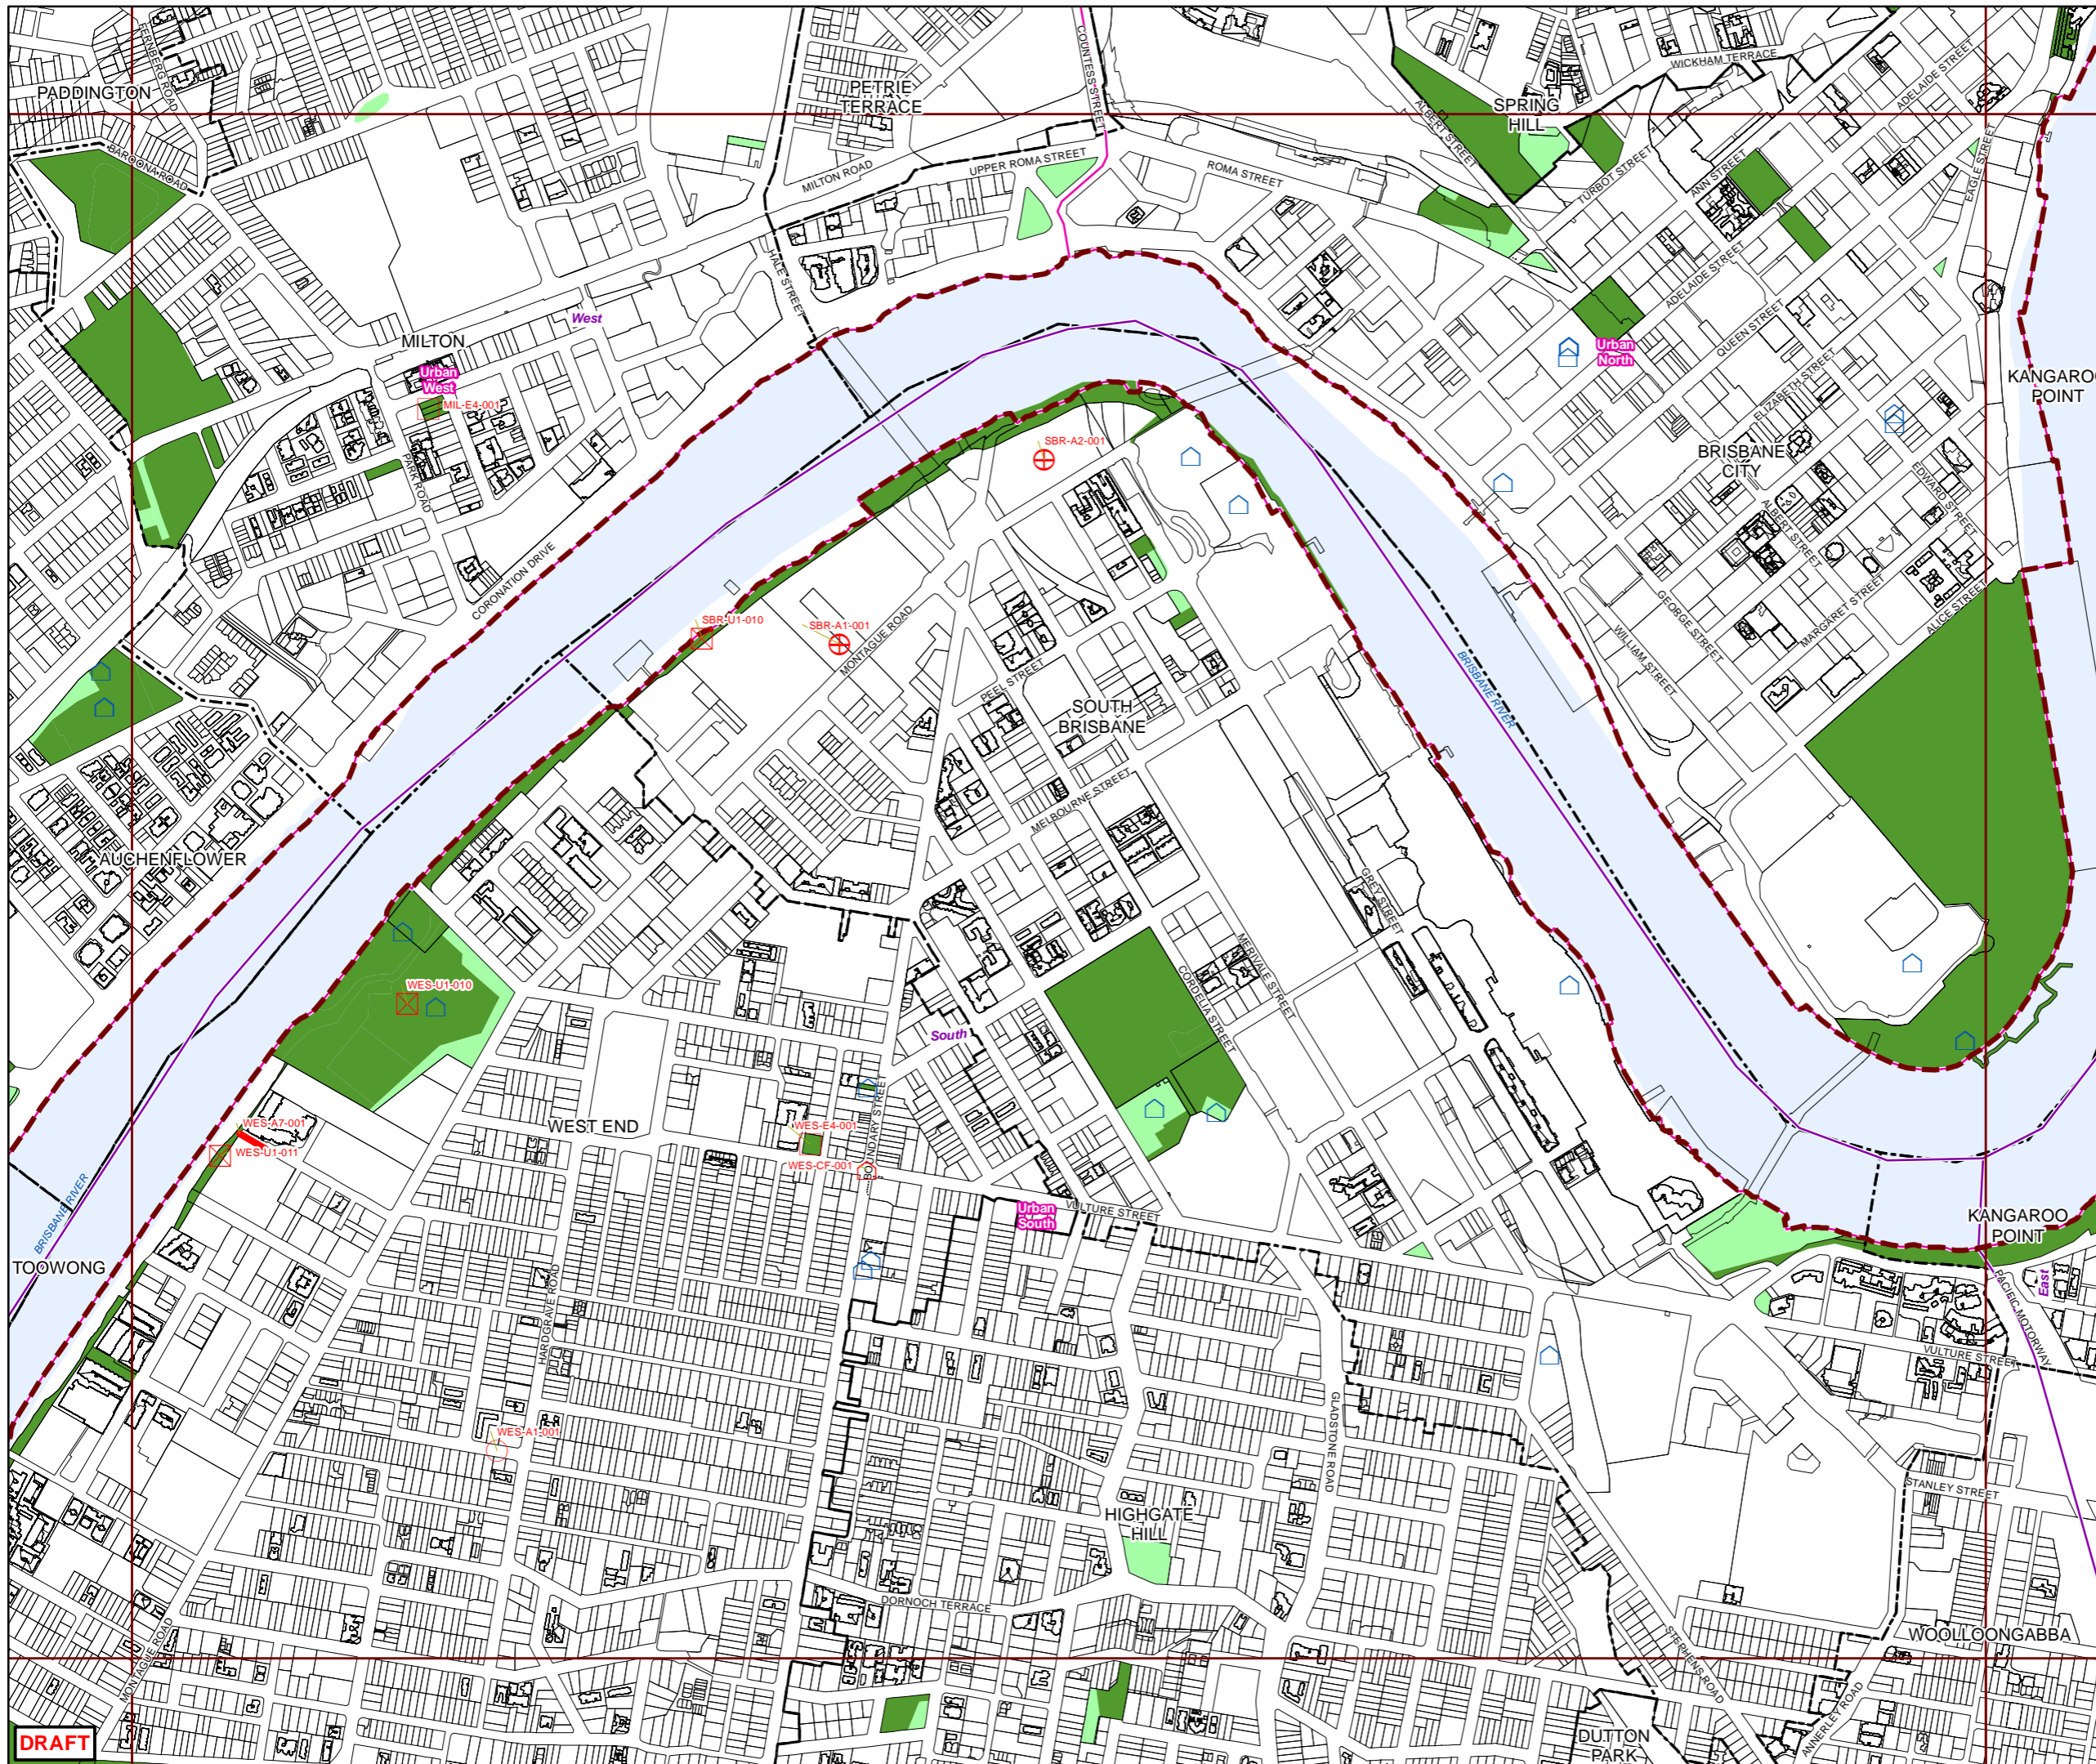 FERNBERG ROAD
PADDINGTON
BAROONA ROAD
PETRIE
TERRACE
COUNTESS STREET
WICKHAM TERRACE
ADELAIDE STREET
SPRING
HILL
ALBERT STREET
MILTON ROAD
UPPER ROMA STREET
ROMA STREET
TURBOT STREET
ANN STREET
EAGLE STREET
HALE STREET
West
MILTON
Urban
West
MIL-E4-001
PARK ROAD
ADELAIDE STREET
QUEEN STREET
Urban
North
ELIZABETH STREET
KANGAROO
POINT
SBR-A2-001
BRISBANE
CITY
EDWARD STREET
ALBERT STREET
CORONATION DRIVE
SBR-U1-010
SBR-A1-001
MONTAGUE ROAD
PEEL STREET
GEORGE STREET
MARGARET STREET
ALICE STREET
WILLIAM STREET
BRISBANE RIVER
SOUTH
BRISBANE
MELBOURNE STREET
AUCHENFLOWER
GREY STREET
MERIVALE STREET
CORDELIA STREET
WES-U1-010
South
BOUNDARY STREET
WES-A7-001
WES-U1-011
WEST END
WES-E4-001
WES-CF-001
BRISBANE RIVER
Urban
South
VULTURE STREET
KANGAROO
POINT
TOOWONG
East
PACIFIC MOTORWAY
VULTURE STREET
HARDGRAVE ROAD
GLADSTONE ROAD
WES-A1-001
STANLEY STREET
HIGHGATE
HILL
DORNOCH TERRACE
MONTAGUE ROAD
STEPHENS ROAD
WOOLLOONGABBA
ANNERLEY ROAD
DUTTON
PARK
DRAFT